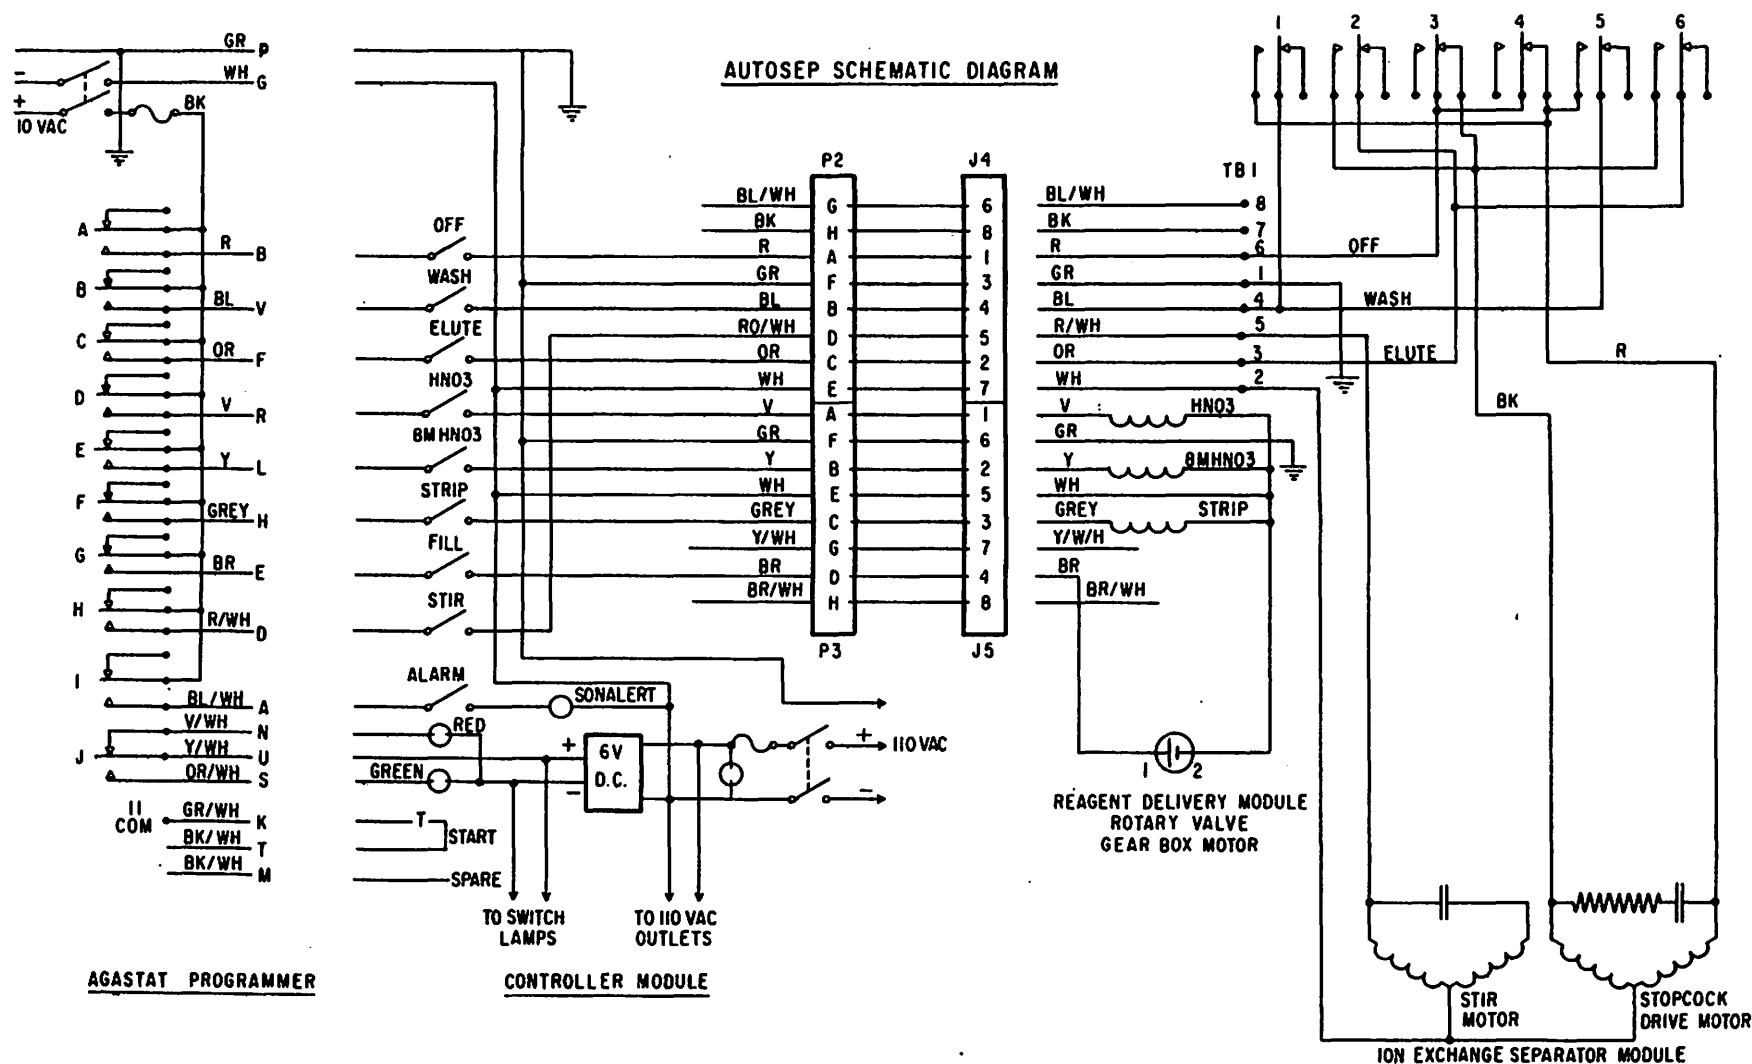 AUTOSEP SCHEMATIC DIAGRAM
GR P
WH G
-
+
BK
10 VAC
A
R B
B
BL V
C
OR F
D
V R
E
Y L
F
GREY H
G
BR E
H
R/WH D
I
BL/WH A
V/WH N
J
Y/WH U
OR/WH S
11
COM
GR/WH K
BK/WH T
BK/WH M
AGASTAT PROGRAMMER
OFF
WASH
ELUTE
HNO3
8MHNO3
STRIP
FILL
STIR
ALARM
SONALERT
RED
GREEN
+
6V
D.C.
-
+
110 VAC
-
T
START
SPARE
TO SWITCH
LAMPS
TO 110 VAC
OUTLETS
CONTROLLER MODULE
P2 J4
BL/WH G 6 BL/WH
BK H 8 BK
R A 1 R
GR F 3 GR
BL B 4 BL
RO/WH D 5 R/WH
OR C 2 OR
WH E 7 WH
V A 1 V
GR F 6 GR
Y B 2 Y
WH E 5 WH
GREY C 3 GREY
Y/WH G 7 Y/W/H
BR D 4 BR
BR/WH H 8 BR/WH
P3 J5
1 2 3 4 5 6
TB1
8
7
6 OFF
1
4 WASH
5
3 ELUTE
2
R
BK
HNO3
8MHNO3
STRIP
1 2
REAGENT DELIVERY MODULE
ROTARY VALVE
GEAR BOX MOTOR
STIR
MOTOR
STOPCOCK
DRIVE MOTOR
ION EXCHANGE SEPARATOR MODULE